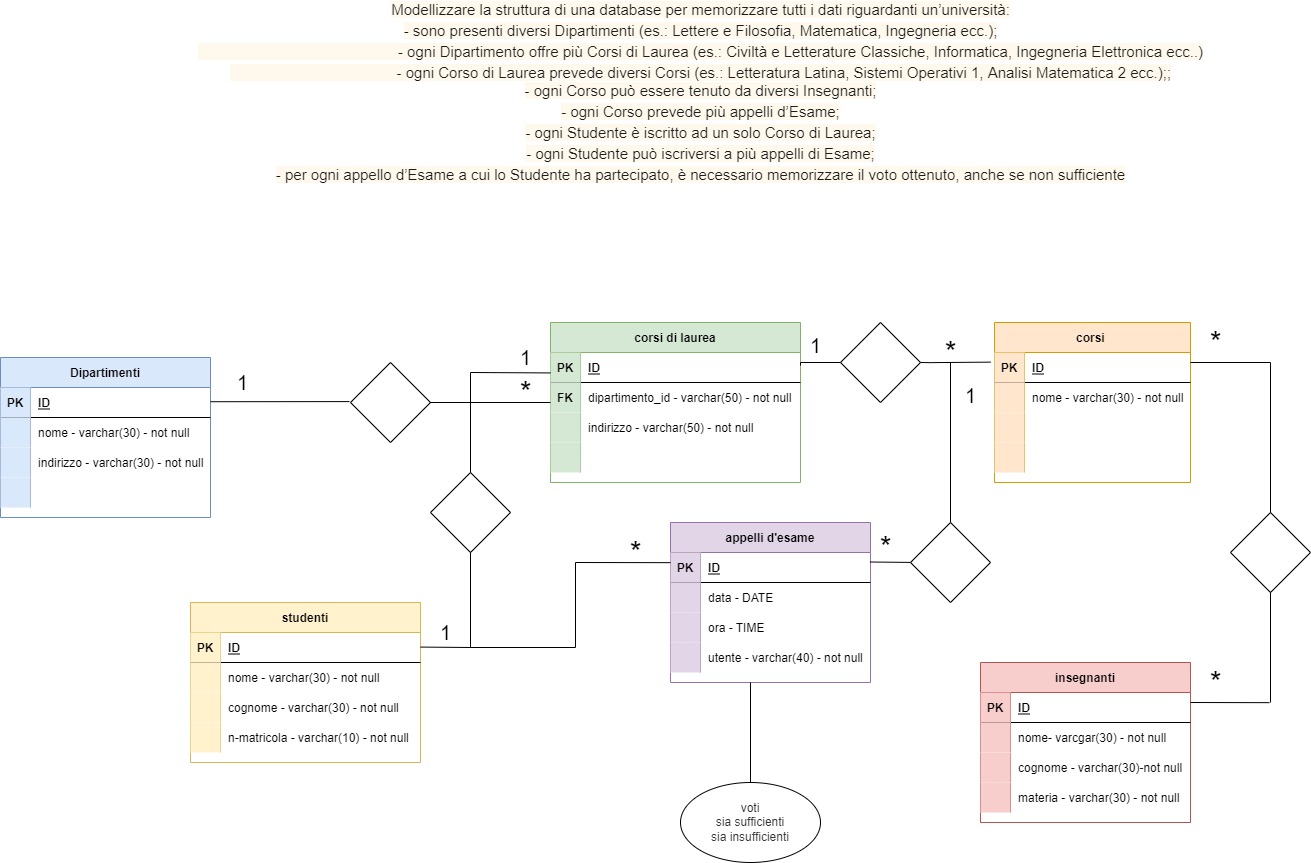 Modellizzare la struttura di una database per memorizzare tutti i dati riguardanti un'università:
- sono presenti diversi Dipartimenti (es.: Lettere e Filosofia, Matematica, Ingegneria ecc.);
- ogni Dipartimento offre più Corsi di Laurea (es.: Civiltà e Letterature Classiche, Informatica, Ingegneria Elettronica ecc..)
- ogni Corso di Laurea prevede diversi Corsi (es.: Letteratura Latina, Sistemi Operativi 1, Analisi Matematica 2 ecc.);;
- ogni Corso può essere tenuto da diversi Insegnanti;
- ogni Corso prevede più appelli d'Esame;
- ogni Studente è iscritto ad un solo Corso di Laurea;
- ogni Studente può iscriversi a più appelli di Esame;
- per ogni appello d'Esame a cui lo Studente ha partecipato, è necessario memorizzare il voto ottenuto, anche se non sufficiente
Dipartimenti
PK ID
nome - varchar(30) - not null
indirizzo - varchar(30) - not null
1
1
*
corsi di laurea
PK ID
FK dipartimento_id - varchar(50) - not null
indirizzo - varchar(50) - not null
1
*
1
corsi
PK ID
nome - varchar(30) - not null
*
studenti
PK ID
nome - varchar(30) - not null
cognome - varchar(30) - not null
n-matricola - varchar(10) - not null
1
*
appelli d'esame
PK ID
data - DATE
ora - TIME
utente - varchar(40) - not null
*
voti
sia sufficienti
sia insufficienti
insegnanti
PK ID
nome- varcgar(30) - not null
cognome - varchar(30)-not null
materia - varchar(30) - not null
*